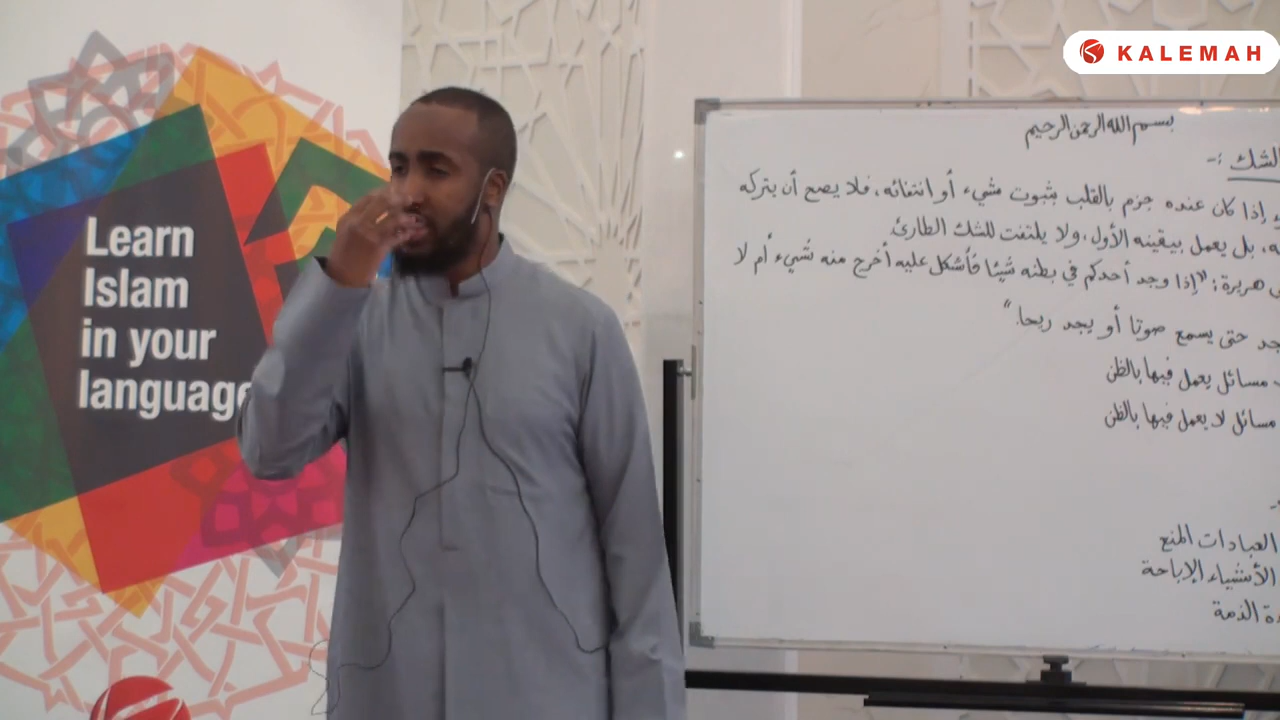 KALEMAH
Learn
Islam
in your
language
بسم الله الرحمن الرحيم
الشك :-
إذا كان عنده جزم بالقلب بثبوت شيء أو انتفائه، فلا يصح أن يتركه
بل يعمل بيقينه الأول، ولا يلتفت للشك الطارئ
هريرة: "إذا وجد أحدكم في بطنه شيئا فأشكل عليه أخرج منه شيء أم لا
حتى يسمع صوتا أو يجد ريحا."
مسائل يعمل فيها بالظن
مسائل لا يعمل فيها بالظن
العبادات المنع
الأشياء الإباحة
الذمة